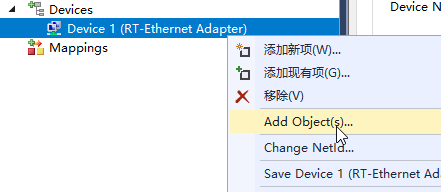 Devices
Device N
Device 1 (RT-Ethernet Adapter)
Mappings
添加新项(W)...
添加现有项(G)...
移除(V)
Add Object(s)...
Change NetId...
Save Device 1 (RT-Ethernet Ada